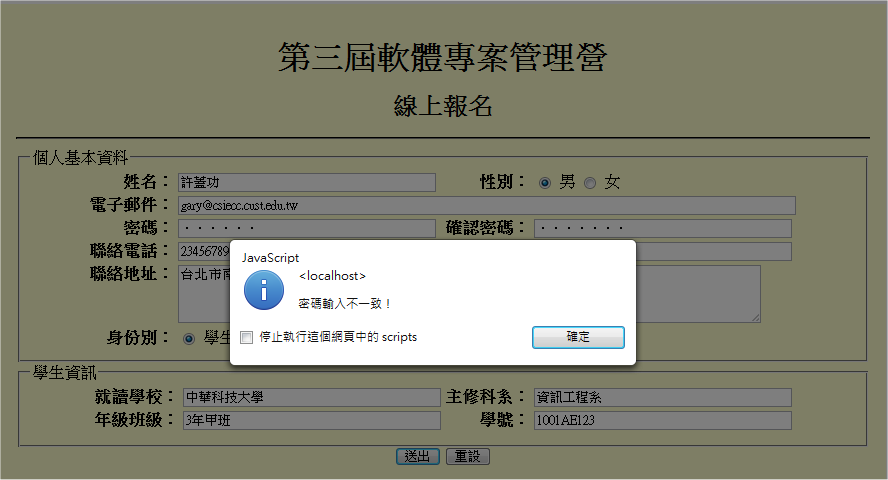 第三屆軟體專案管理營
線上報名
個人基本資料
姓名： 許蓋功 性別： 男 女
電子郵件： gary@csiecc.cust.edu.tw
密碼： ······ 確認密碼： ·······
聯絡電話： 23456789
聯絡地址： 台北市南
身份別： 學生
JavaScript
<localhost>
密碼輸入不一致！
停止執行這個網頁中的 scripts 確定
學生資訊
就讀學校： 中華科技大學 主修科系： 資訊工程系
年級班級： 3年甲班 學號： 1001AE123
送出 重設